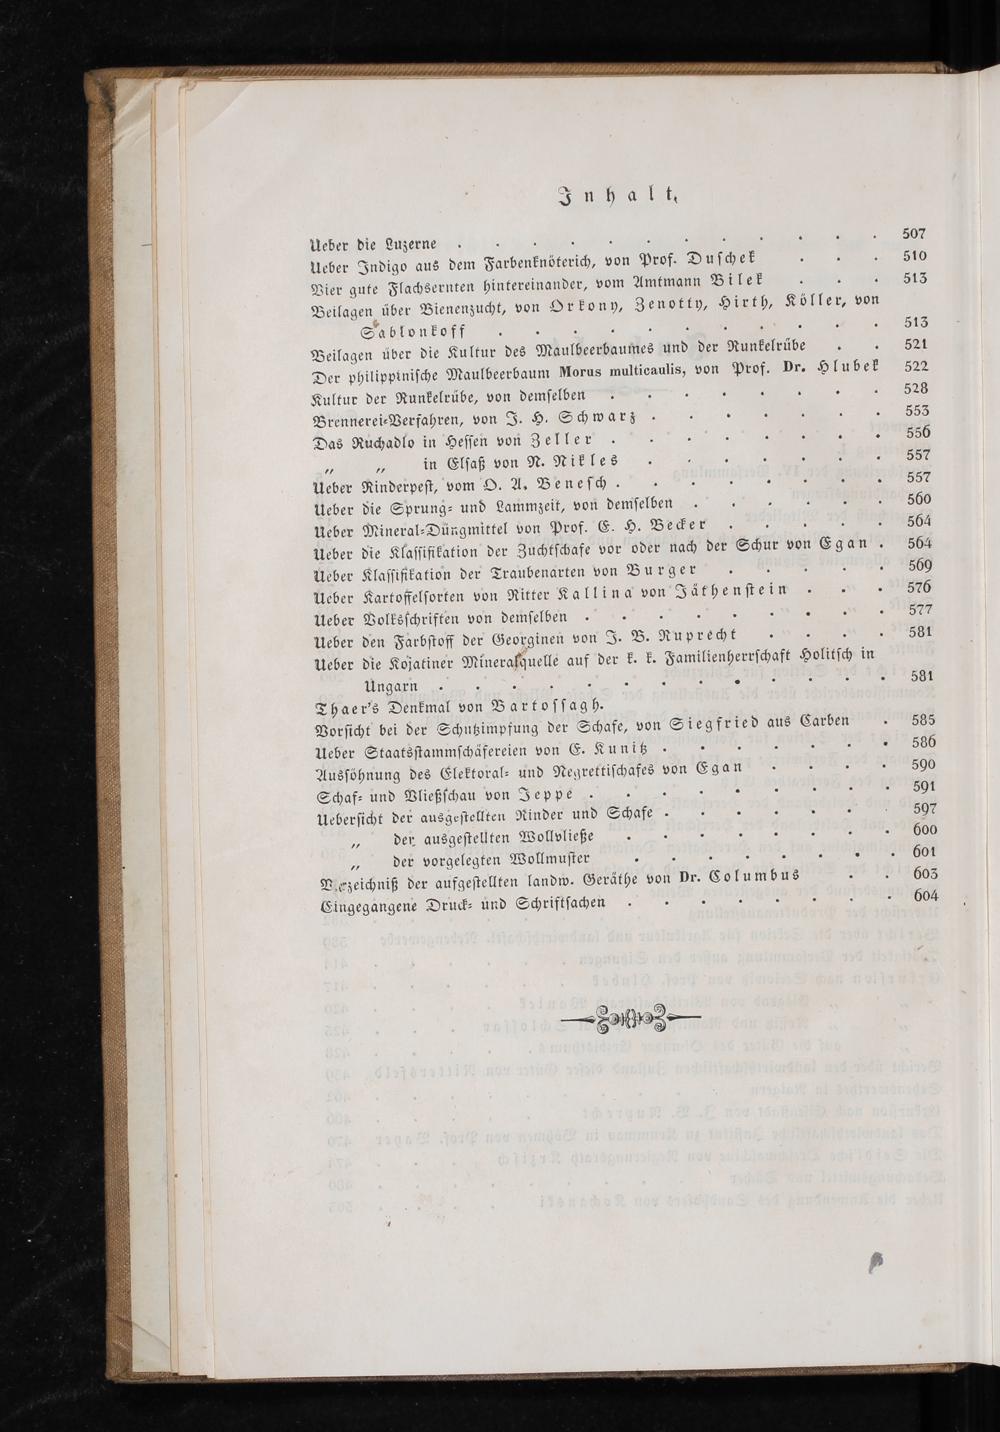 Inhalt.
Ueber die Luzerne . . . . . . . . . . . . 507
Ueber Indigo aus dem Farbenknöterich, von Prof. Duschek . . . 510
Vier gute Flachsernten hintereinander, vom Amtmann Bilek . . . 513
Beilagen über Bienenzucht, von Orkony, Zenotty, Hirth, Köller, von
Sablonkoff . . . . . . . . . . . 513
Beilagen über die Kultur des Maulbeerbaumes und der Runkelrübe . . 521
Der philippinische Maulbeerbaum Morus multicaulis, von Prof. Dr. Hlubek 522
Kultur der Runkelrübe, von demselben . . . . . . . . 528
Brennerei-Verfahren, von J. H. Schwarz . . . . . . . 553
Das Ruchadlo in Hessen von Zeller . . . . . . . . 556
„ „ in Elsaß von N. Nikles . . . . . . . 557
Ueber Rinderpest, vom O. A. Benesch . . . . . . . . 557
Ueber die Sprung- und Lammzeit, von demselben . . . . . . 560
Ueber Mineral-Düngmittel von Prof. E. H. Becker . . . . . 564
Ueber die Klassifikation der Zuchtschafe vor oder nach der Schur von Egan . 564
Ueber Klassifikation der Traubenarten von Burger . . . . . 569
Ueber Kartoffelsorten von Ritter Kallina von Jäthenstein . . . 576
Ueber Volksschriften von demselben . . . . . . . . . 577
Ueber den Farbstoff der Georginen von J. B. Ruprecht . . . . 581
Ueber die Kojatiner Mineralquelle auf der k. k. Familienherrschaft Holitsch in
Ungarn . . . . . . . . . . . . . 581
Thaer's Denkmal von Bartossagh.
Vorsicht bei der Schutzimpfung der Schafe, von Siegfried aus Carben . 585
Ueber Staatsstammschäfereien von E. Kunitz . . . . . . . 586
Aussöhnung des Elektoral- und Negrettischafes von Egan . . . . 590
Schaf- und Vließschau von Jeppe . . . . . . . . . 591
Uebersicht der ausgestellten Rinder und Schafe . . . . . . . 597
„ der ausgestellten Wollvließe . . . . . . . 600
„ der vorgelegten Wollmuster . . . . . . . . 601
Verzeichniß der aufgestellten landw. Geräthe von Dr. Columbus . . 603
Eingegangene Druck- und Schriftsachen . . . . . . . . 604